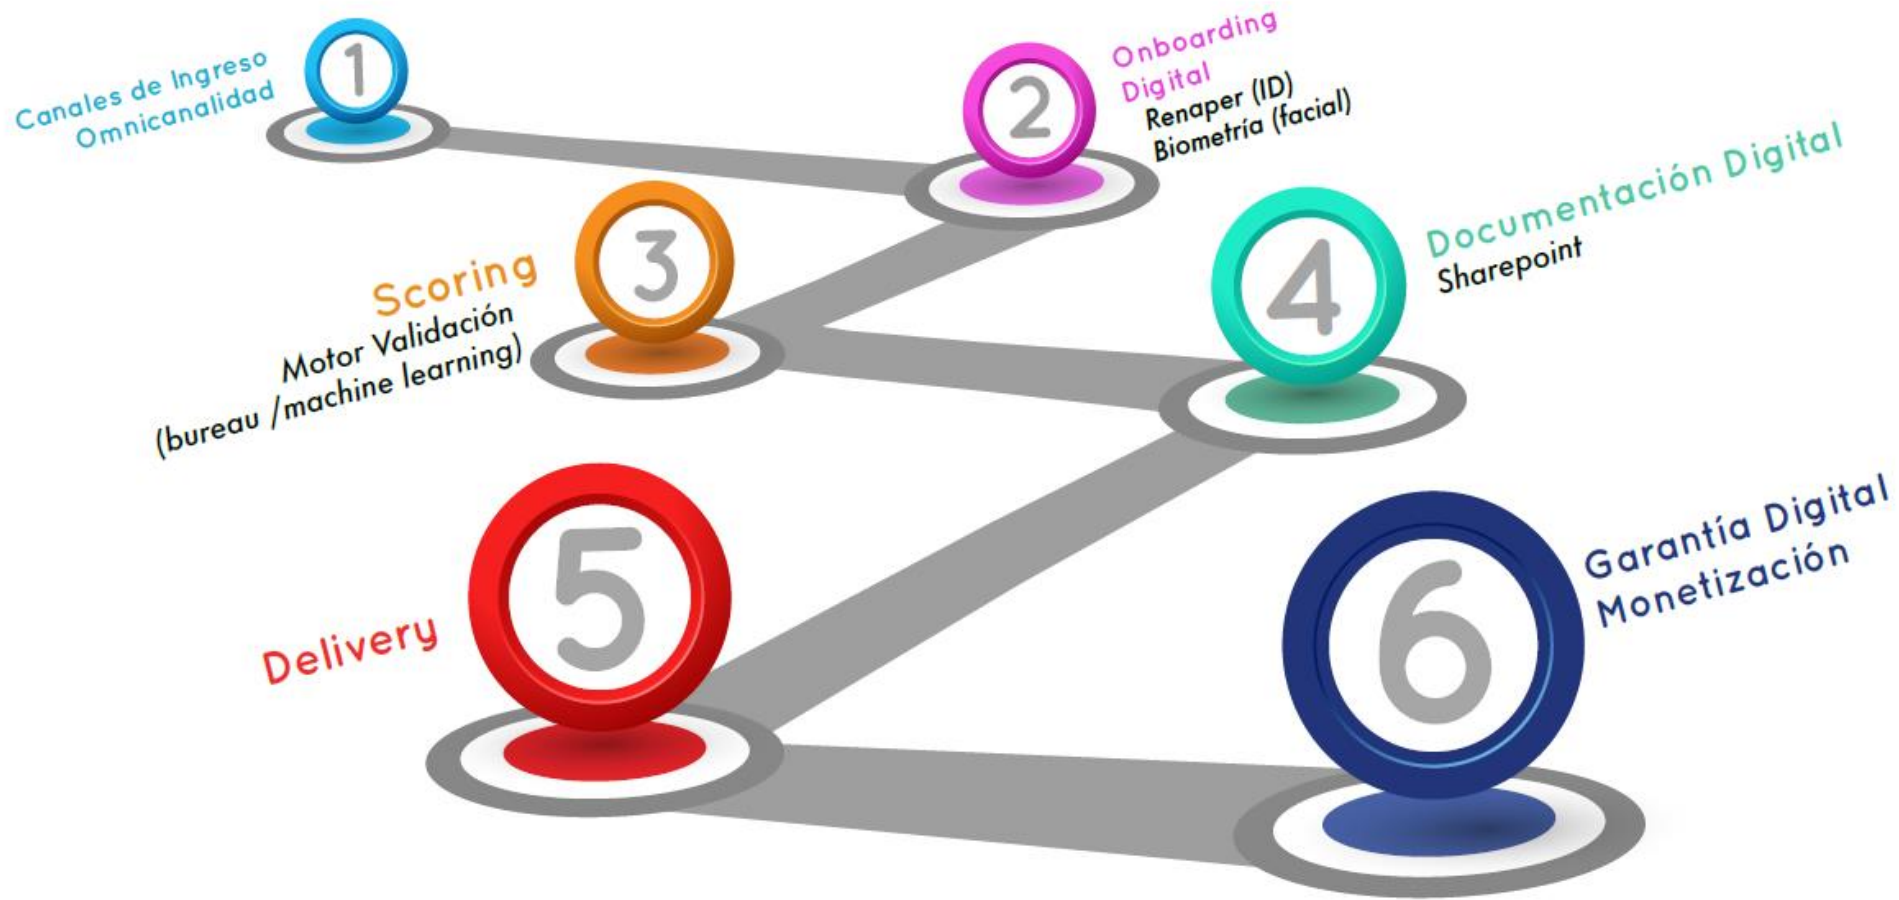 1
Canales de Ingreso
Omnicanalidad
2
Onboarding
Digital
Renaper (ID)
Biometría (facial)
3
Scoring
Motor Validación
(bureau /machine learning)
4
Documentación Digital
Sharepoint
5
Delivery
6
Garantía Digital
Monetización